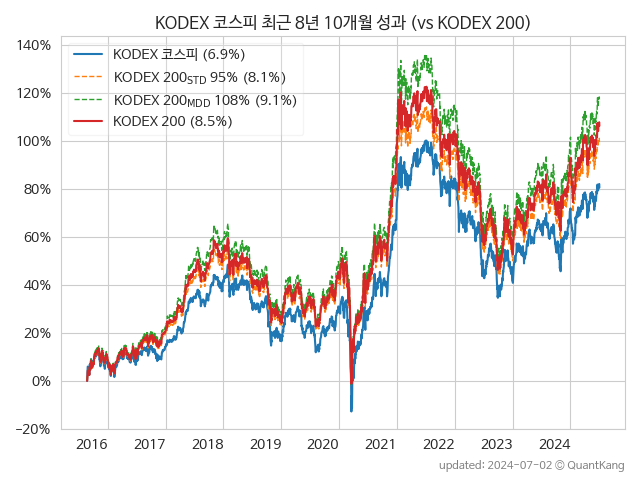 KODEX 코스피 최근 8년 10개월 성과 (vs KODEX 200)
140%
120%
100%
80%
60%
40%
20%
0%
−20%
KODEX 코스피 (6.9%)
KODEX 200STD 95% (8.1%)
KODEX 200MDD 108% (9.1%)
KODEX 200 (8.5%)
2016 2017 2018 2019 2020 2021 2022 2023 2024
updated: 2024-07-02 © QuantKang